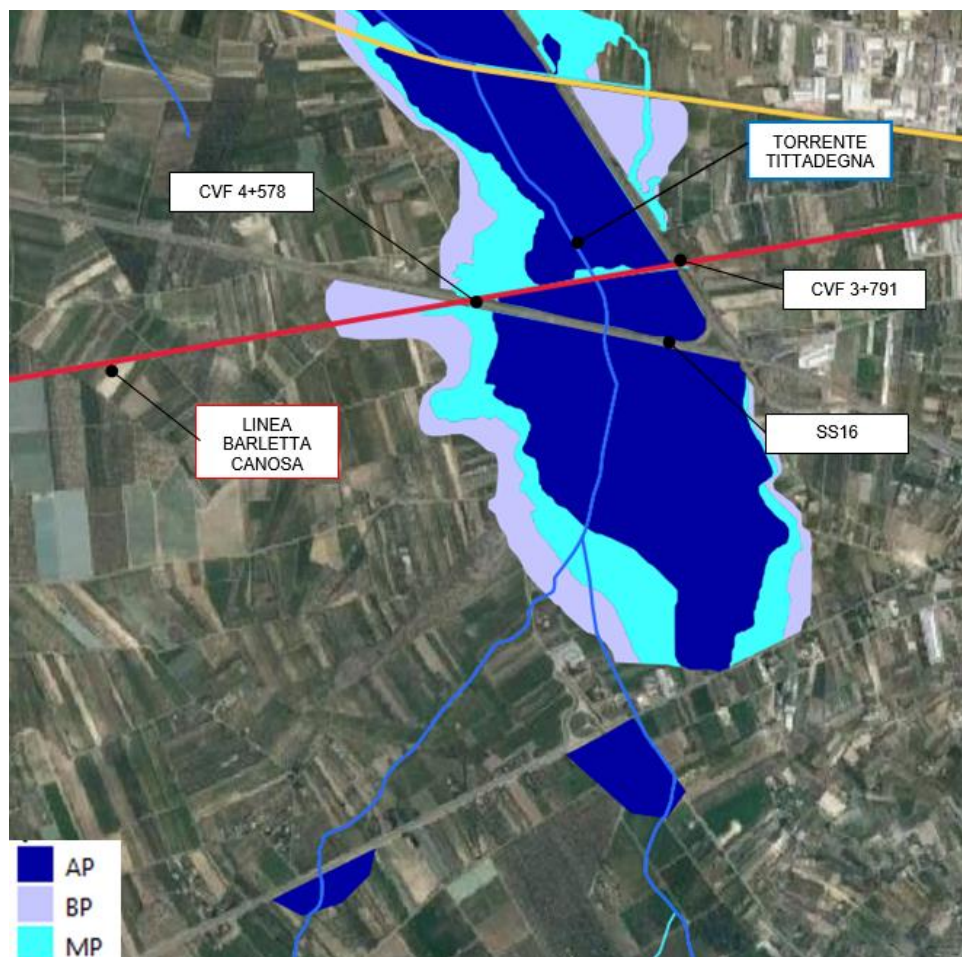 TORRENTE
TITTADEGNA
CVF 4+578
CVF 3+791
SS16
LINEA
BARLETTA
CANOSA
AP
BP
MP